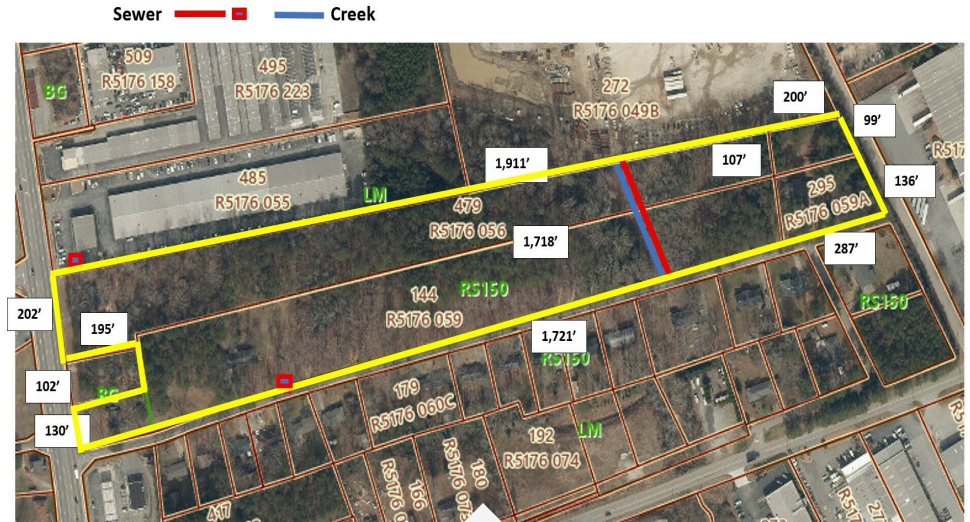 Sewer
Creek
509
R5176 158
495
R5176 223
BG
272
R5176 049B
200'
99'
1,911'
107'
136'
485
R5176 055
LM
479
R5176 056
295
R5176 059A
1,718'
287'
RS150
144
R5176 059
RS150
202'
195'
1,721'
RS150
102'
BG
179
R5176 060C
130'
192
R5176 074
LM
180
166
417